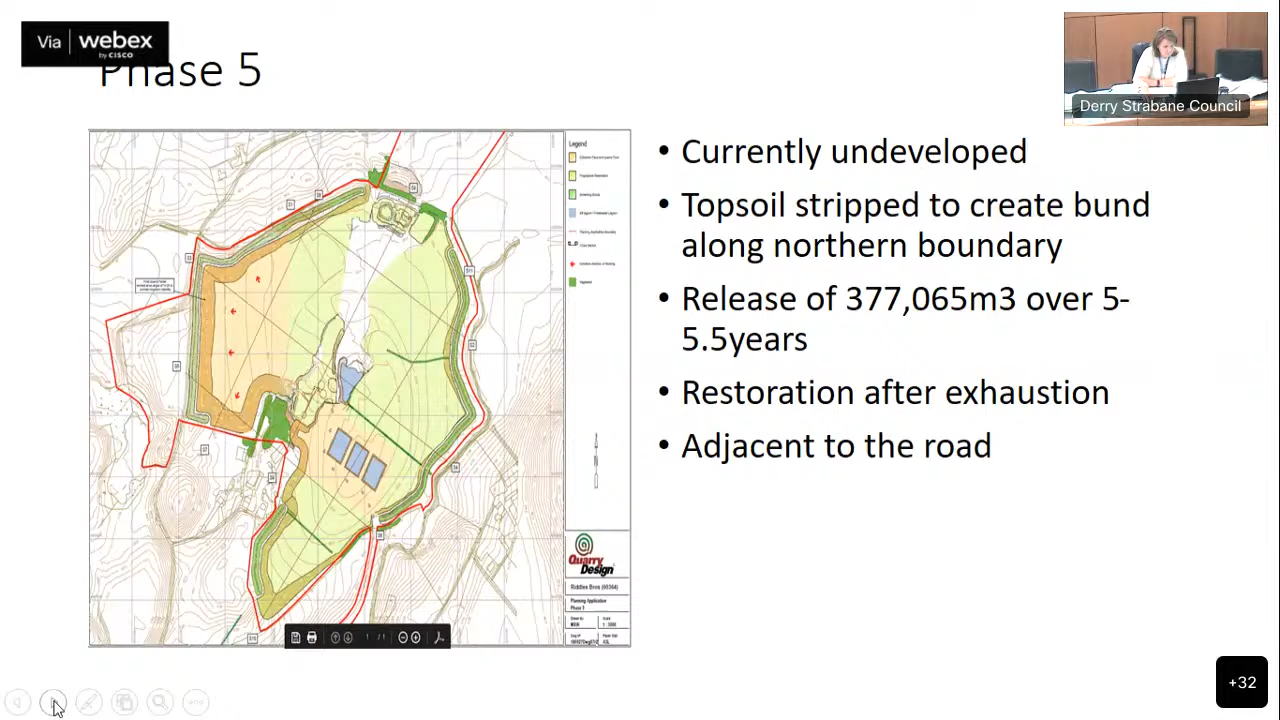 Via webex
by CISCO
Phase 5
Derry Strabane Council
• Currently undeveloped
• Topsoil stripped to create bund
along northern boundary
• Release of 377,065m3 over 5-
5.5years
• Restoration after exhaustion
• Adjacent to the road
Legend
Quarry
Design
Planning Application
+32